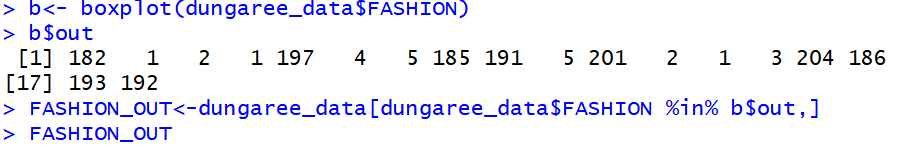 > b<- boxplot(dungaree_data$FASHION)
> b$out
 [1] 182   1   2   1 197   4   5 185 191   5 201   2   1   3 204 186
[17] 193 192
> FASHION_OUT<-dungaree_data[dungaree_data$FASHION %in% b$out,]
> FASHION_OUT